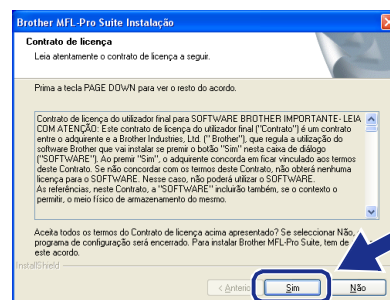 Brother MFL-Pro Suite Instalação
Contrato de licença
Leia atentamente o contrato de licença a seguir.
Prima a tecla PAGE DOWN para ver o resto do acordo.
Contrato de licença do utilizador final para SOFTWARE BROTHER IMPORTANTE- LEIA
COM ATENÇÃO: Este contrato de licença do utilizador final ("Contrato") é um contrato
entre o adquirente e a Brother Industries, Ltd. (" Brother"), que regula a utilização do
software Brother que vai instalar se premir o botão "Sim" nesta caixa de diálogo
("SOFTWARE"). Ao premir "Sim", o adquirente concorda em ficar vinculado aos termos
deste Contrato. Se não concordar com os termos deste Contrato, não obterá nenhuma
licença para o SOFTWARE. Nesse caso, não poderá utilizar o SOFTWARE.
As referências, neste Contrato, a "SOFTWARE" incluirão também, se o contexto o
permitir, o meio físico de armazenamento do mesmo.
Aceita todos os termos do Contrato de licença acima apresentado? Se seleccionar Não,
programa de configuração será encerrado. Para instalar Brother MFL-Pro Suite, tem de
este acordo.
InstallShield
< Anterior
Sim
Não